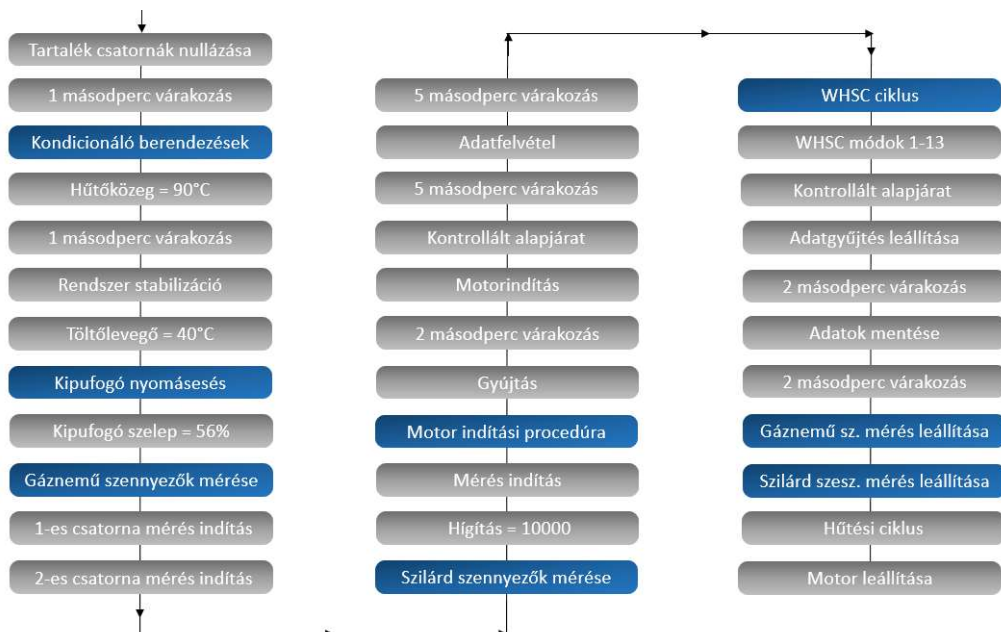 Tartalék csatornák nullázása
1 másodperc várakozás
Kondicionáló berendezések
Hűtőközeg = 90°C
1 másodperc várakozás
Rendszer stabilizáció
Töltőlevegő = 40°C
Kipufogó nyomásesés
Kipufogó szelep = 56%
Gáznemű szennyezők mérése
1-es csatorna mérés indítás
2-es csatorna mérés indítás
5 másodperc várakozás
Adatfelvétel
5 másodperc várakozás
Kontrollált alapjárat
Motorindítás
2 másodperc várakozás
Gyújtás
Motor indítási procedúra
Mérés indítás
Hígítás = 10000
Szilárd szennyezők mérése
WHSC ciklus
WHSC módok 1-13
Kontrollált alapjárat
Adatgyűjtés leállítása
2 másodperc várakozás
Adatok mentése
2 másodperc várakozás
Gáznemű sz. mérés leállítása
Szilárd szesz. mérés leállítása
Hűtési ciklus
Motor leállítása